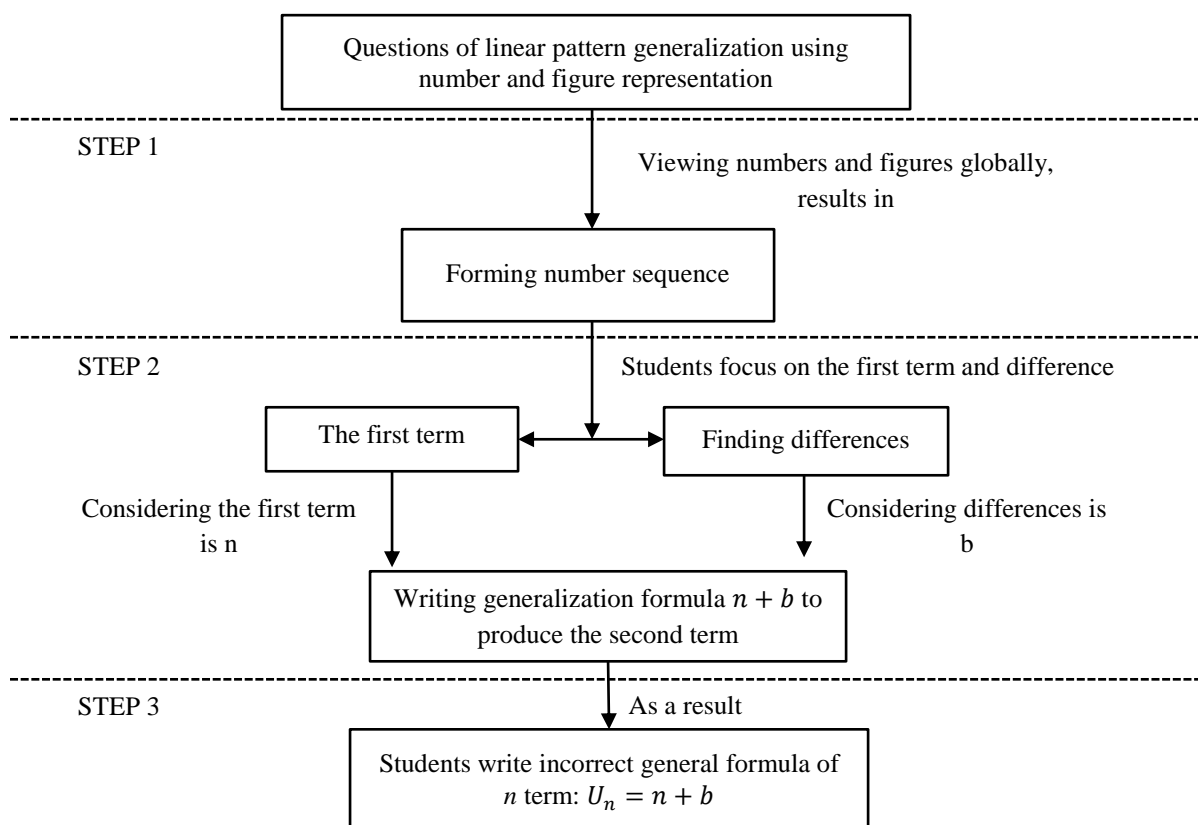 Questions of linear pattern generalization using
number and figure representation
STEP 1
Viewing numbers and figures globally,
results in
Forming number sequence
STEP 2
Students focus on the first term and difference
The first term
Finding differences
Considering the first term
is n
Considering differences is
b
Writing generalization formula n + b to
produce the second term
STEP 3
As a result
Students write incorrect general formula of
n term: Uₙ = n + b